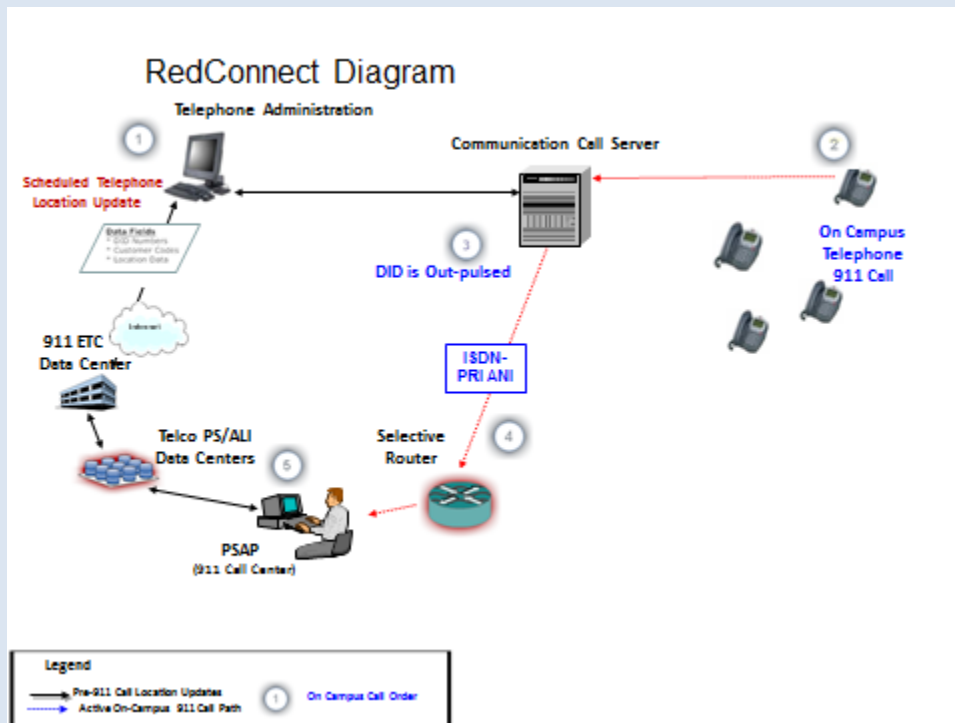 RedConnect Diagram
Telephone Administration
1
Scheduled Telephone
Location Update
Data Fields
* DID Numbers
* Customer Codes
* Location Data
Internet
911 ETC
Data Center
Telco PS/ALI
Data Centers
5
PSAP
(911 Call Center)
Communication Call Server
2
On Campus
Telephone
911 Call
3
DID is Out-pulsed
ISDN-
PRI ANI
4
Selective
Router
Legend
Pre-911 Call Location Updates
Active On-Campus 911 Call Path
1
On Campus Call Order